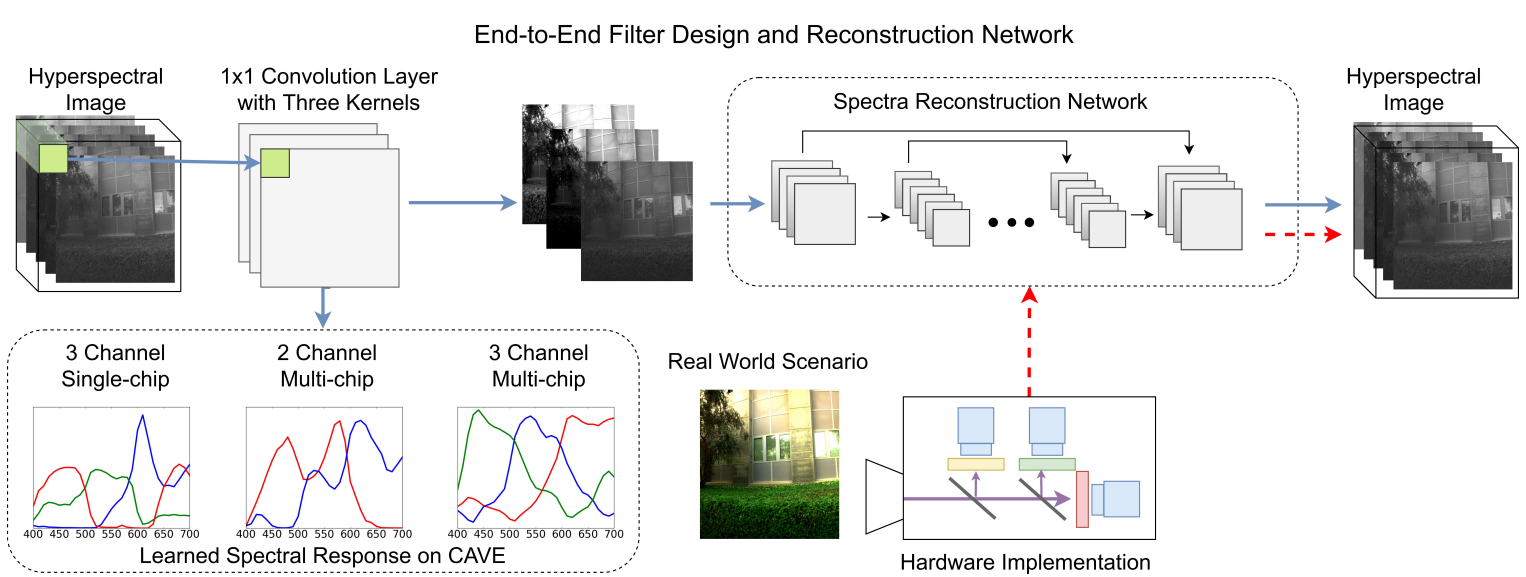 End-to-End Filter Design and Reconstruction Network
Hyperspectral
Image
1x1 Convolution Layer
with Three Kernels
Spectra Reconstruction Network
Hyperspectral
Image
3 Channel
Single-chip
2 Channel
Multi-chip
3 Channel
Multi-chip
400 450 500 550 600 650 700
400 450 500 550 600 650 700
400 450 500 550 600 650 700
Learned Spectral Response on CAVE
Real World Scenario
Hardware Implementation